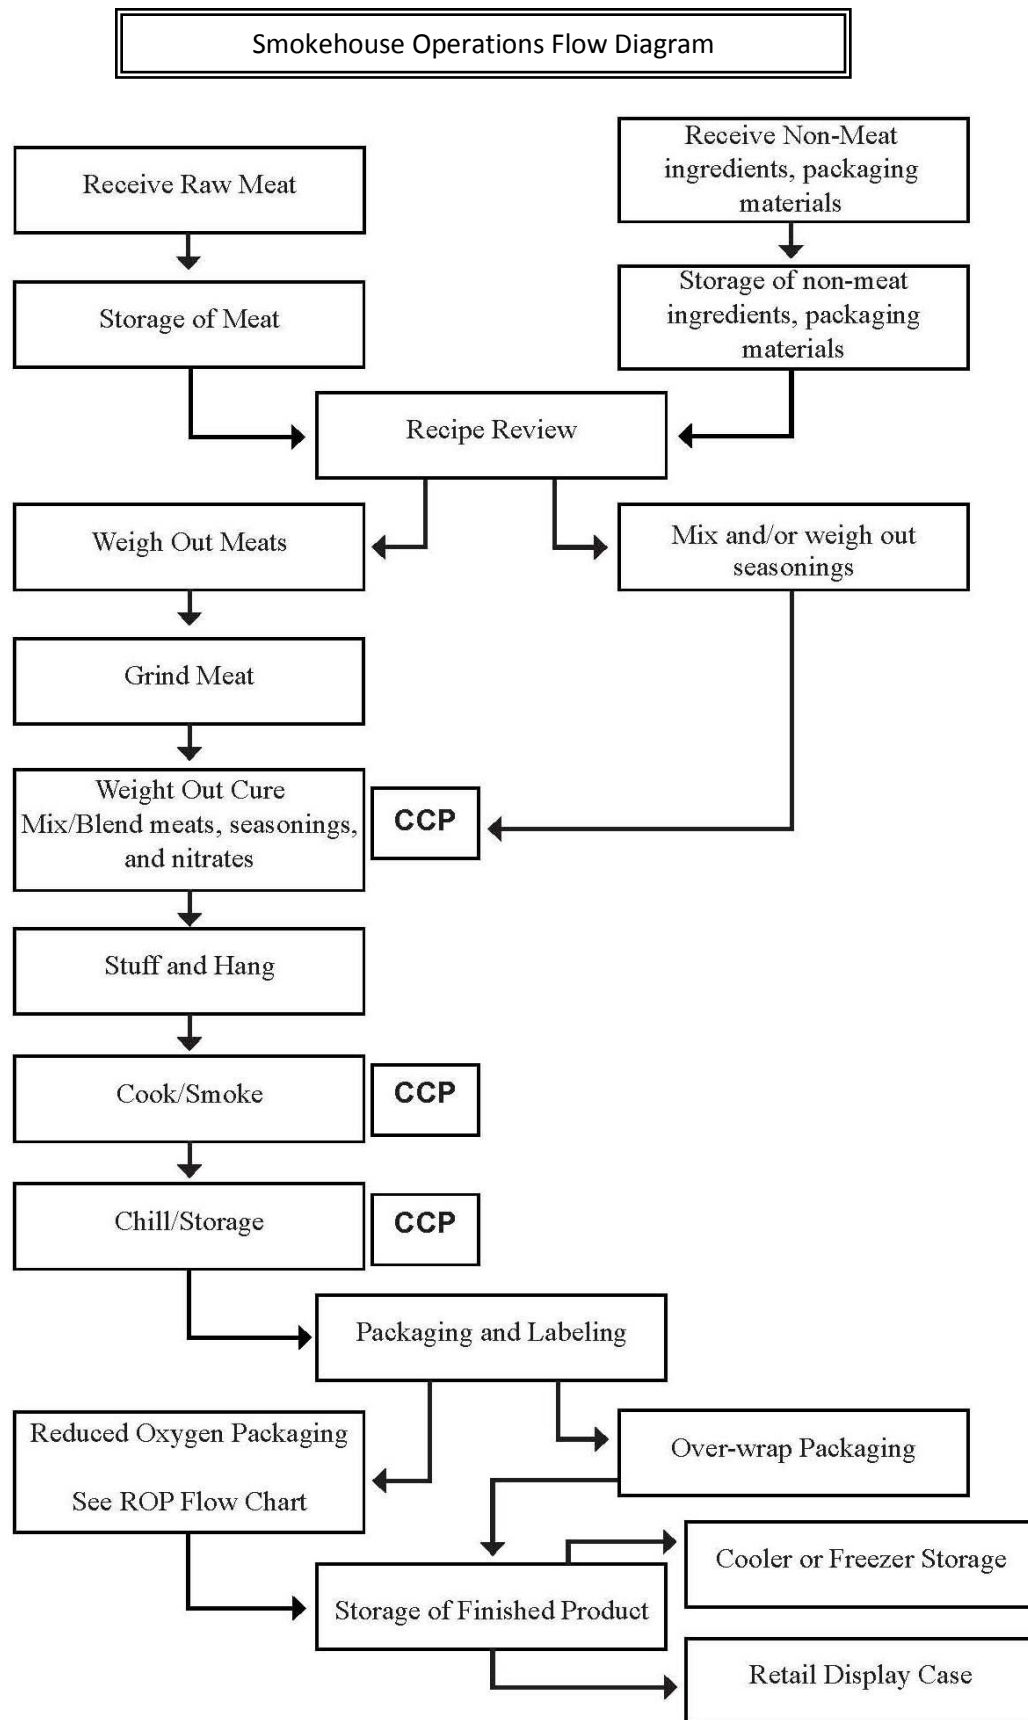 Smokehouse Operations Flow Diagram
Receive Raw Meat
Receive Non-Meat
ingredients, packaging
materials
Storage of Meat
Storage of non-meat
ingredients, packaging
materials
Recipe Review
Weigh Out Meats
Mix and/or weigh out
seasonings
Grind Meat
Weight Out Cure
Mix/Blend meats, seasonings,
and nitrates
CCP
Stuff and Hang
Cook/Smoke
CCP
Chill/Storage
CCP
Packaging and Labeling
Reduced Oxygen Packaging
See ROP Flow Chart
Over-wrap Packaging
Cooler or Freezer Storage
Storage of Finished Product
Retail Display Case